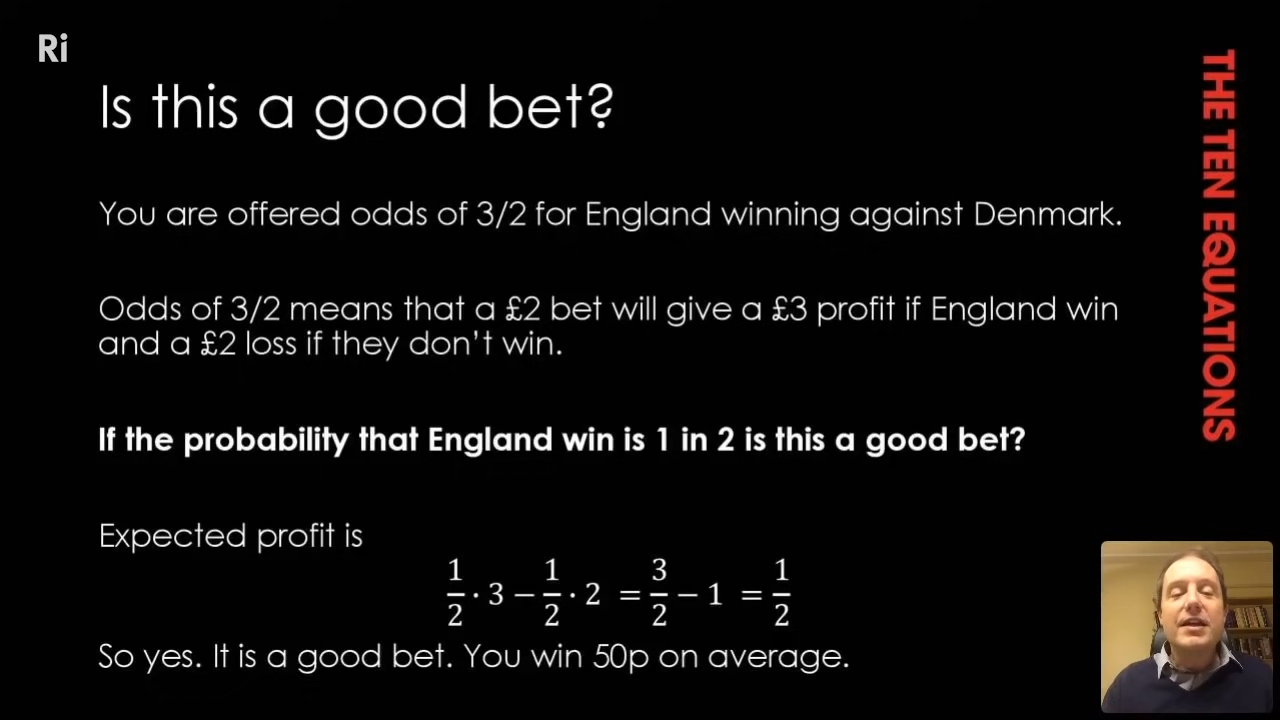 Ri
Is this a good bet?
THE TEN EQUATIONS
You are offered odds of 3/2 for England winning against Denmark.
Odds of 3/2 means that a £2 bet will give a £3 profit if England win
and a £2 loss if they don't win.
If the probability that England win is 1 in 2 is this a good bet?
Expected profit is
1/2 · 3 − 1/2 · 2 = 3/2 − 1 = 1/2
So yes. It is a good bet. You win 50p on average.